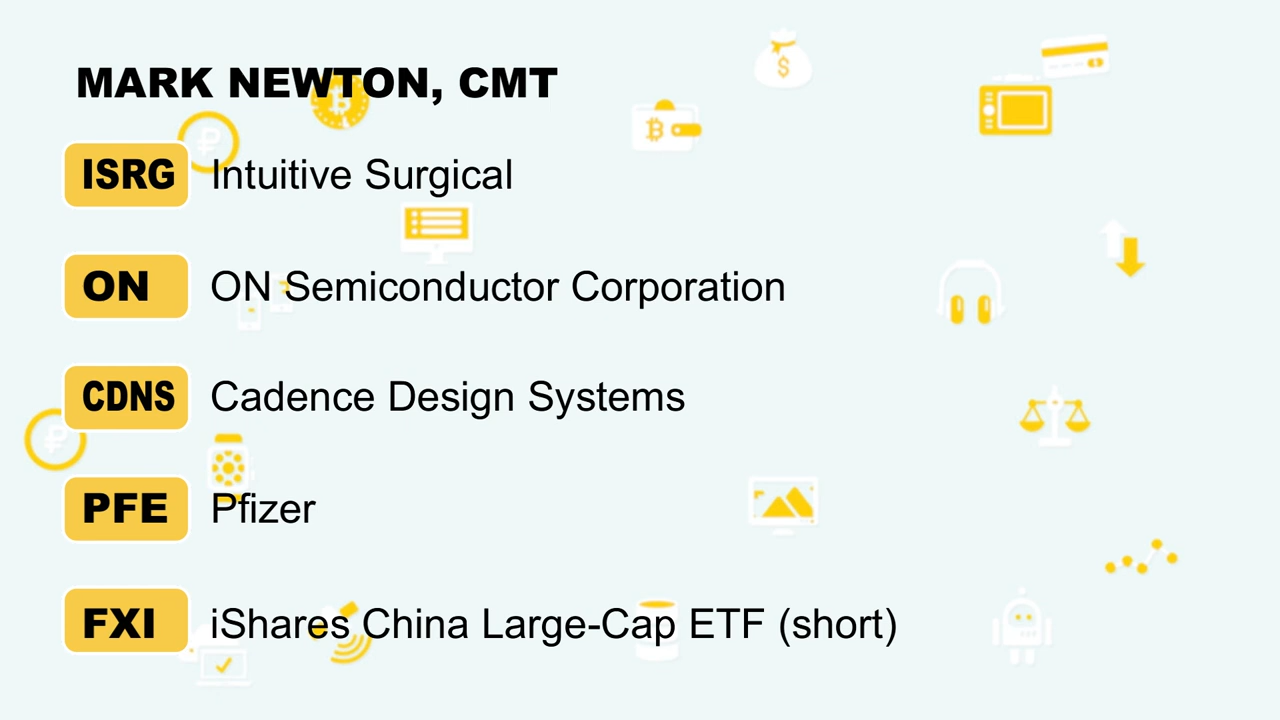 MARK NEWTON, CMT
ISRG Intuitive Surgical
ON ON Semiconductor Corporation
CDNS Cadence Design Systems
PFE Pfizer
FXI iShares China Large-Cap ETF (short)